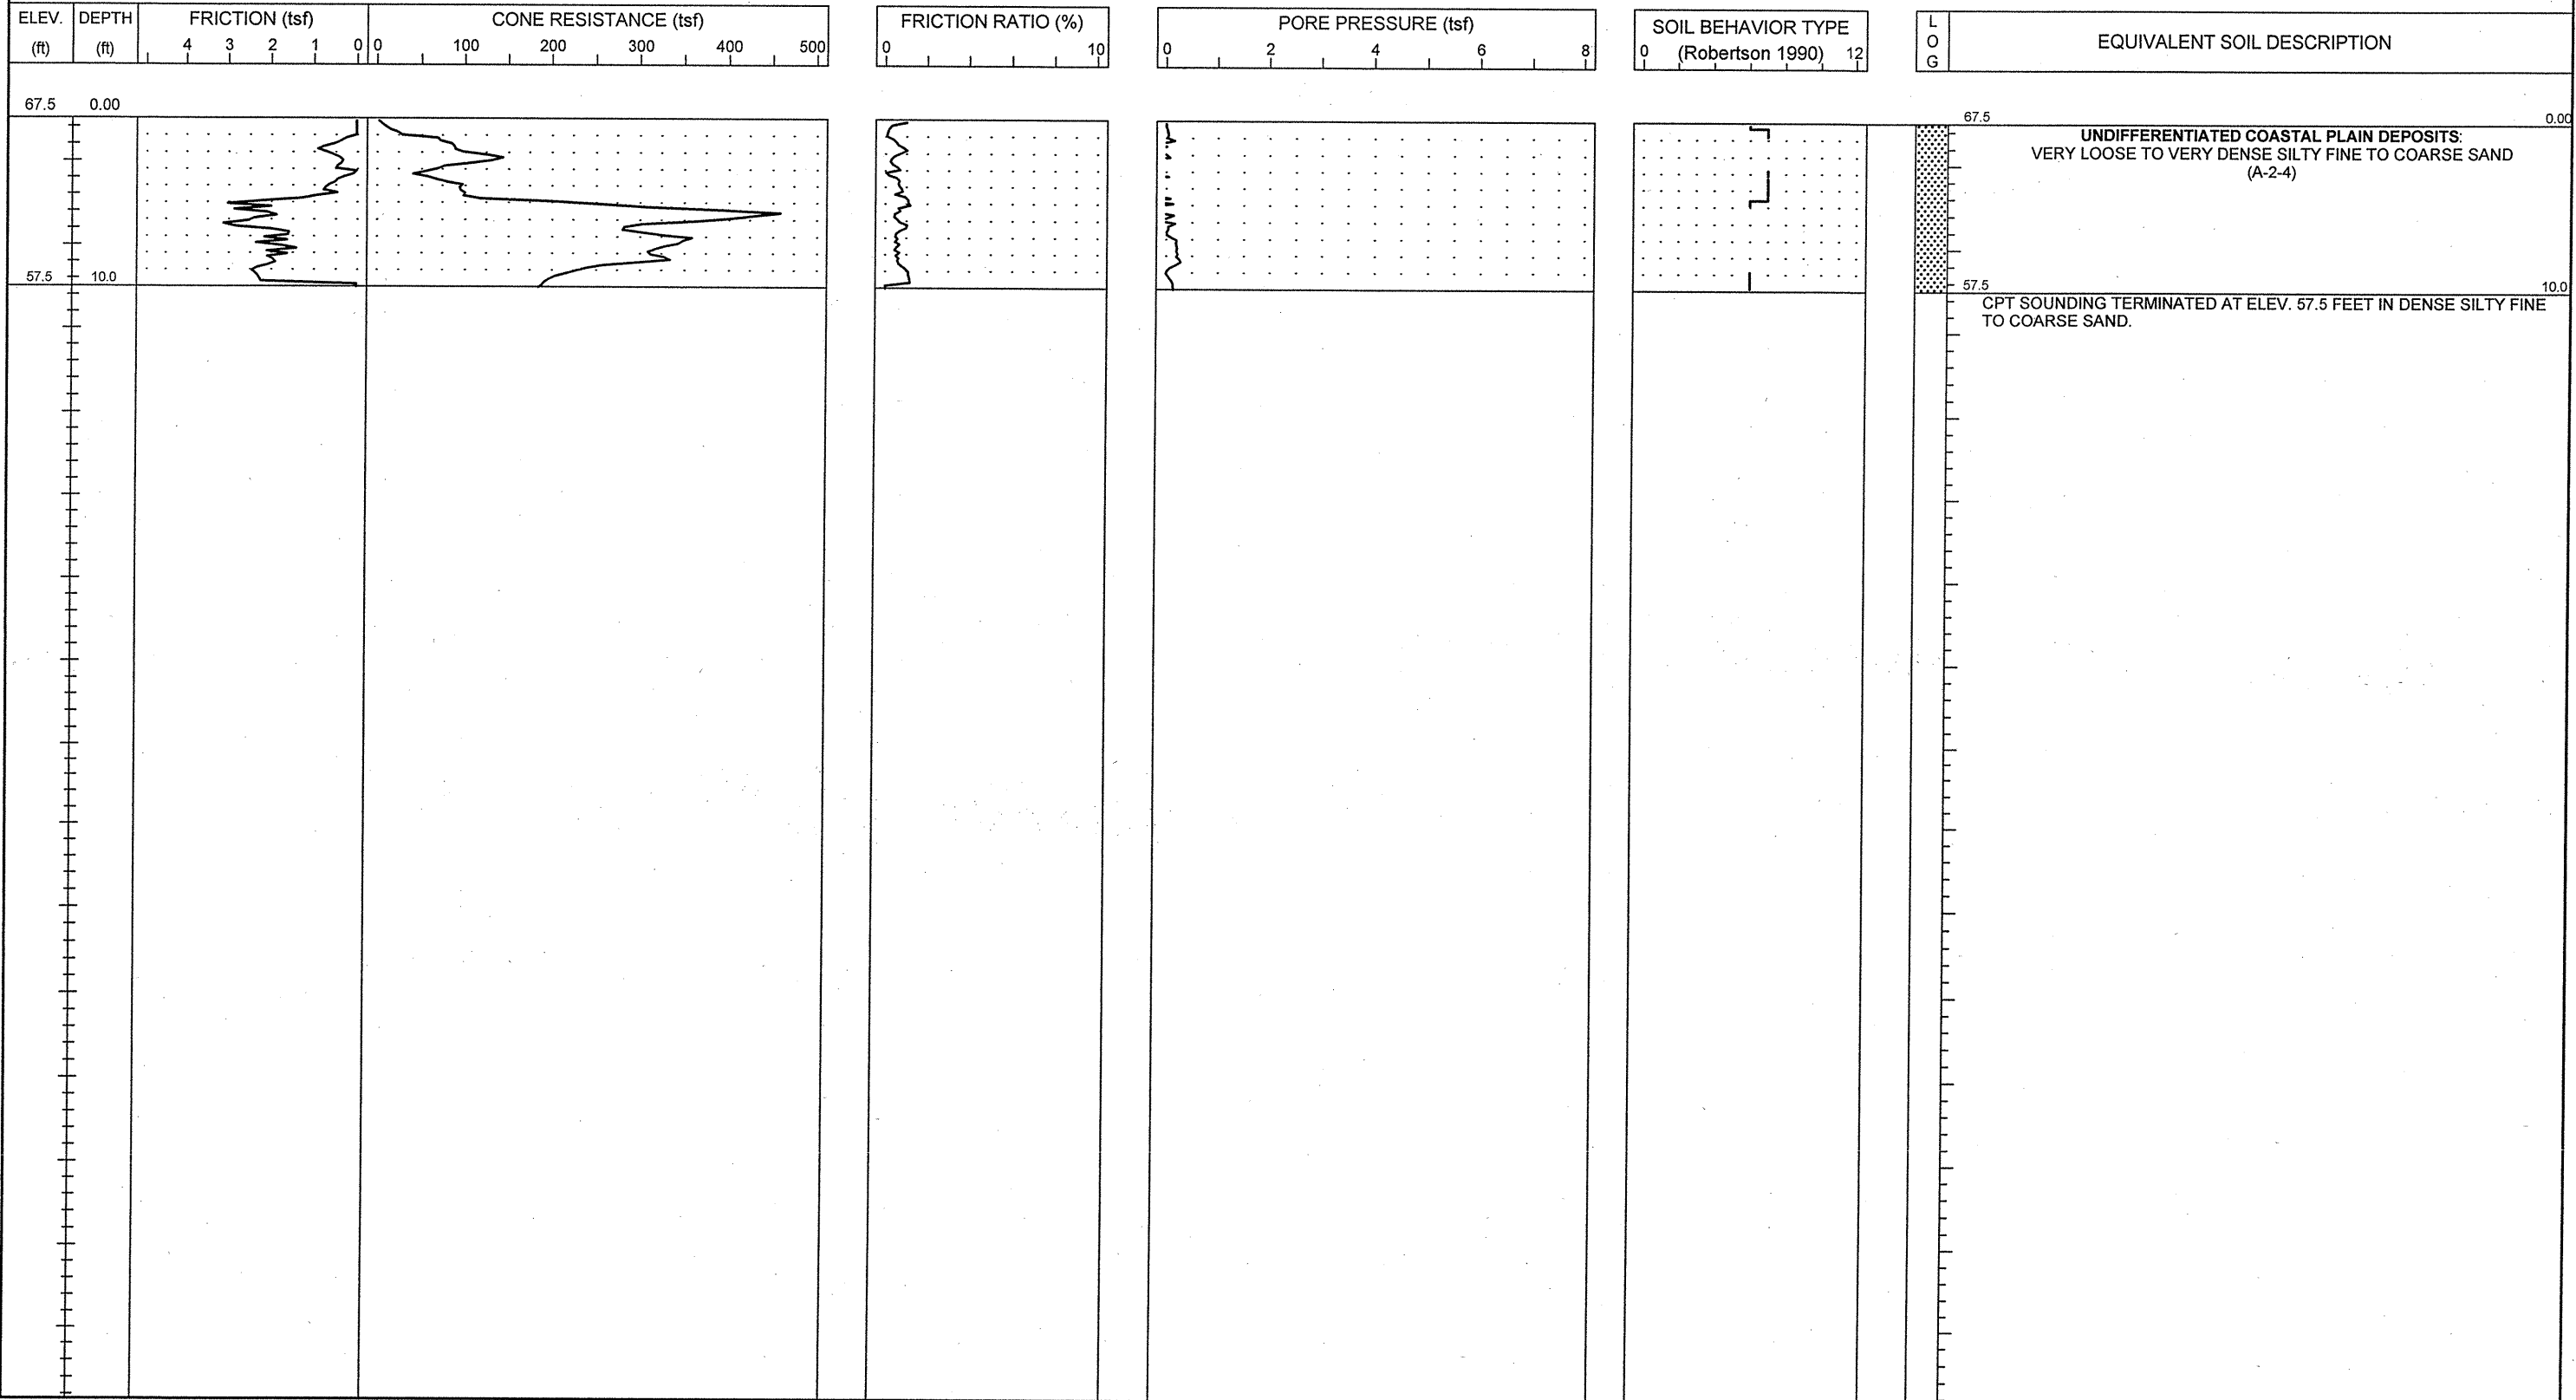 ELEV. DEPTH FRICTION (tsf) CONE RESISTANCE (tsf) FRICTION RATIO (%) PORE PRESSURE (tsf) SOIL BEHAVIOR TYPE L
(ft) (ft) 4 3 2 1 0 0 100 200 300 400 500 0 10 0 2 4 6 8 0 (Robertson 1990) 12 O EQUIVALENT SOIL DESCRIPTION
G
67.5 0.00
67.5 0.00
UNDIFFERENTIATED COASTAL PLAIN DEPOSITS:
VERY LOOSE TO VERY DENSE SILTY FINE TO COARSE SAND
(A-2-4)
57.5 10.0 57.5 10.0
CPT SOUNDING TERMINATED AT ELEV. 57.5 FEET IN DENSE SILTY FINE
TO COARSE SAND.